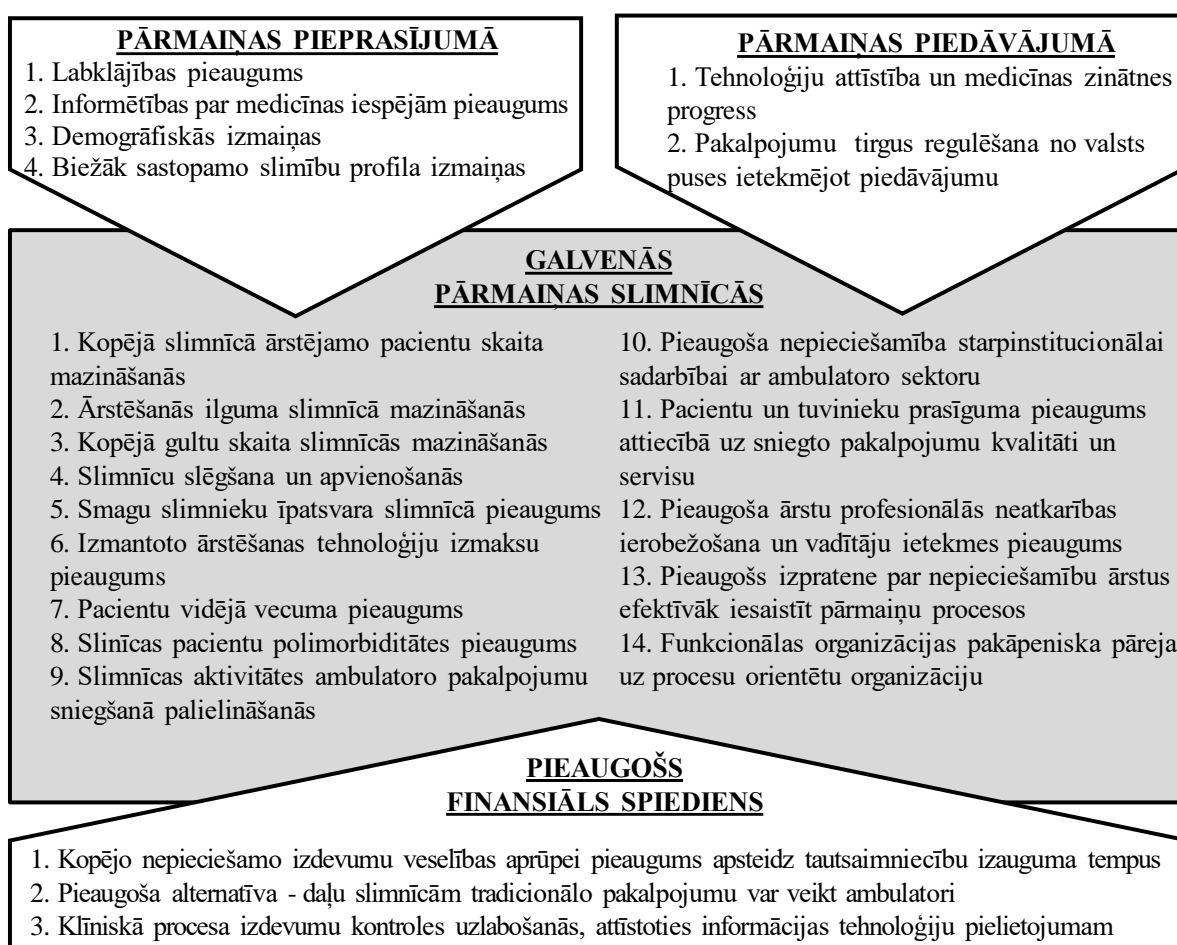 PĀRMAIŅAS PIEPRASĪJUMĀ
1. Labklājības pieaugums
2. Informētības par medicīnas iespējām pieaugums
3. Demogrāfiskās izmaiņas
4. Biežāk sastopamo slimību profila izmaiņas
PĀRMAIŅAS PIEDĀVĀJUMĀ
1. Tehnoloģiju attīstība un medicīnas zinātnes
progress
2. Pakalpojumu tirgus regulēšana no valsts
puses ietekmējot piedāvājumu
GALVENĀS
PĀRMAIŅAS SLIMNĪCĀS
1. Kopējā slimnīcā ārstējamo pacientu skaita
mazināšanās
2. Ārstēšanās ilguma slimnīcā mazināšanās
3. Kopējā gultu skaita slimnīcās mazināšanās
4. Slimnīcu slēgšana un apvienošanās
5. Smagu slimnieku īpatsvara slimnīcā pieaugums
6. Izmantoto ārstēšanas tehnoloģiju izmaksu
pieaugums
7. Pacientu vidējā vecuma pieaugums
8. Slinīcas pacientu polimorbiditātes pieaugums
9. Slimnīcas aktivitātes ambulatoro pakalpojumu
sniegšanā palielināšanās
10. Pieaugoša nepieciešamība starpinstitucionālai
sadarbībai ar ambulatoro sektoru
11. Pacientu un tuvinieku prasīguma pieaugums
attiecībā uz sniegto pakalpojumu kvalitāti un
servisu
12. Pieaugoša ārstu profesionālās neatkarības
ierobežošana un vadītāju ietekmes pieaugums
13. Pieaugošs izpratene par nepieciešamību ārstus
efektīvāk iesaistīt pārmaiņu procesos
14. Funkcionālas organizācijas pakāpeniska pāreja
uz procesu orientētu organizāciju
PIEAUGOŠS
FINANSIĀLS SPIEDIENS
1. Kopējo nepieciešamo izdevumu veselības aprūpei pieaugums apsteidz tautsaimniecību izauguma tempus
2. Pieaugoša alternatīva - daļu slimnīcām tradicionālo pakalpojumu var veikt ambulatori
3. Klīniskā procesa izdevumu kontroles uzlabošanās, attīstoties informācijas tehnoloģiju pielietojumam